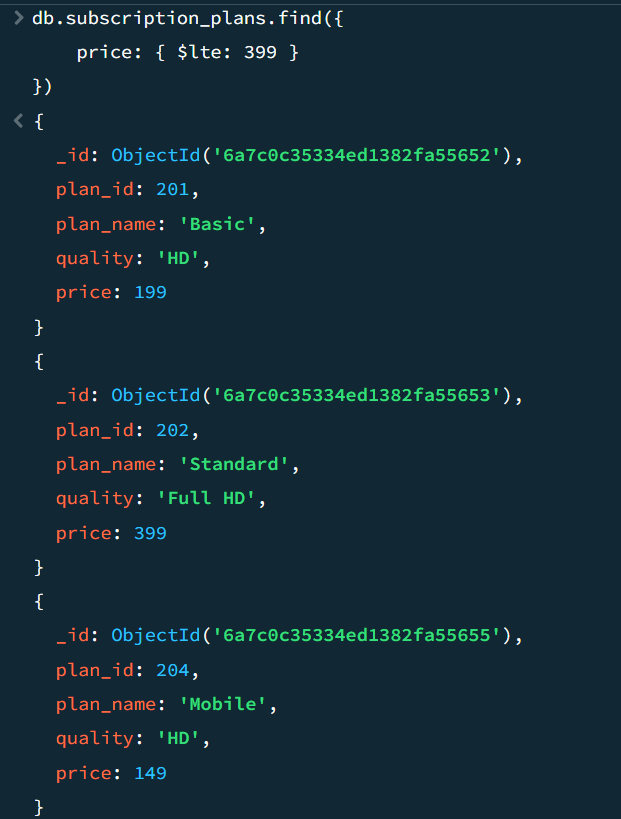 > db.subscription_plans.find({
price: { $lte: 399 }
})
< {
_id: ObjectId('6a7c0c35334ed1382fa55652'),
plan_id: 201,
plan_name: 'Basic',
quality: 'HD',
price: 199
}
{
_id: ObjectId('6a7c0c35334ed1382fa55653'),
plan_id: 202,
plan_name: 'Standard',
quality: 'Full HD',
price: 399
}
{
_id: ObjectId('6a7c0c35334ed1382fa55655'),
plan_id: 204,
plan_name: 'Mobile',
quality: 'HD',
price: 149
}